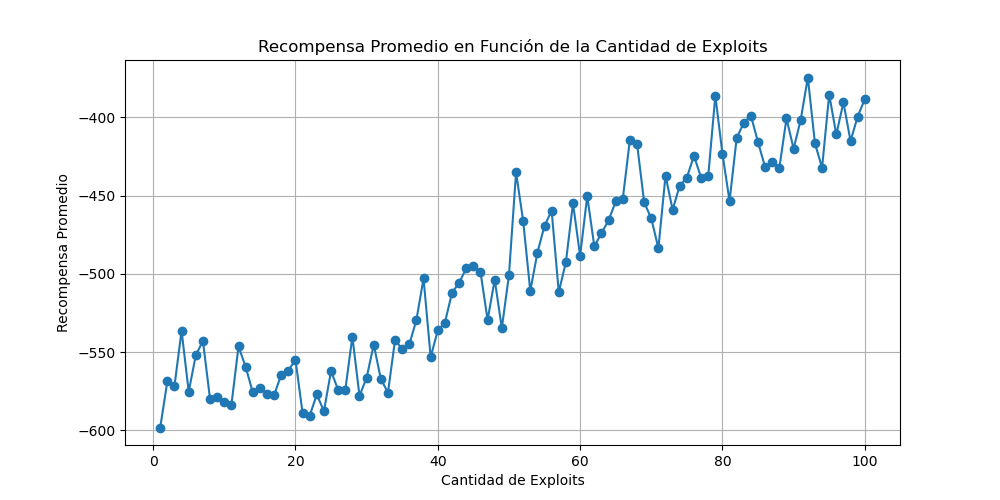 Recompensa Promedio en Función de la Cantidad de Exploits
Recompensa Promedio
−400
−450
−500
−550
−600
0 20 40 60 80 100
Cantidad de Exploits